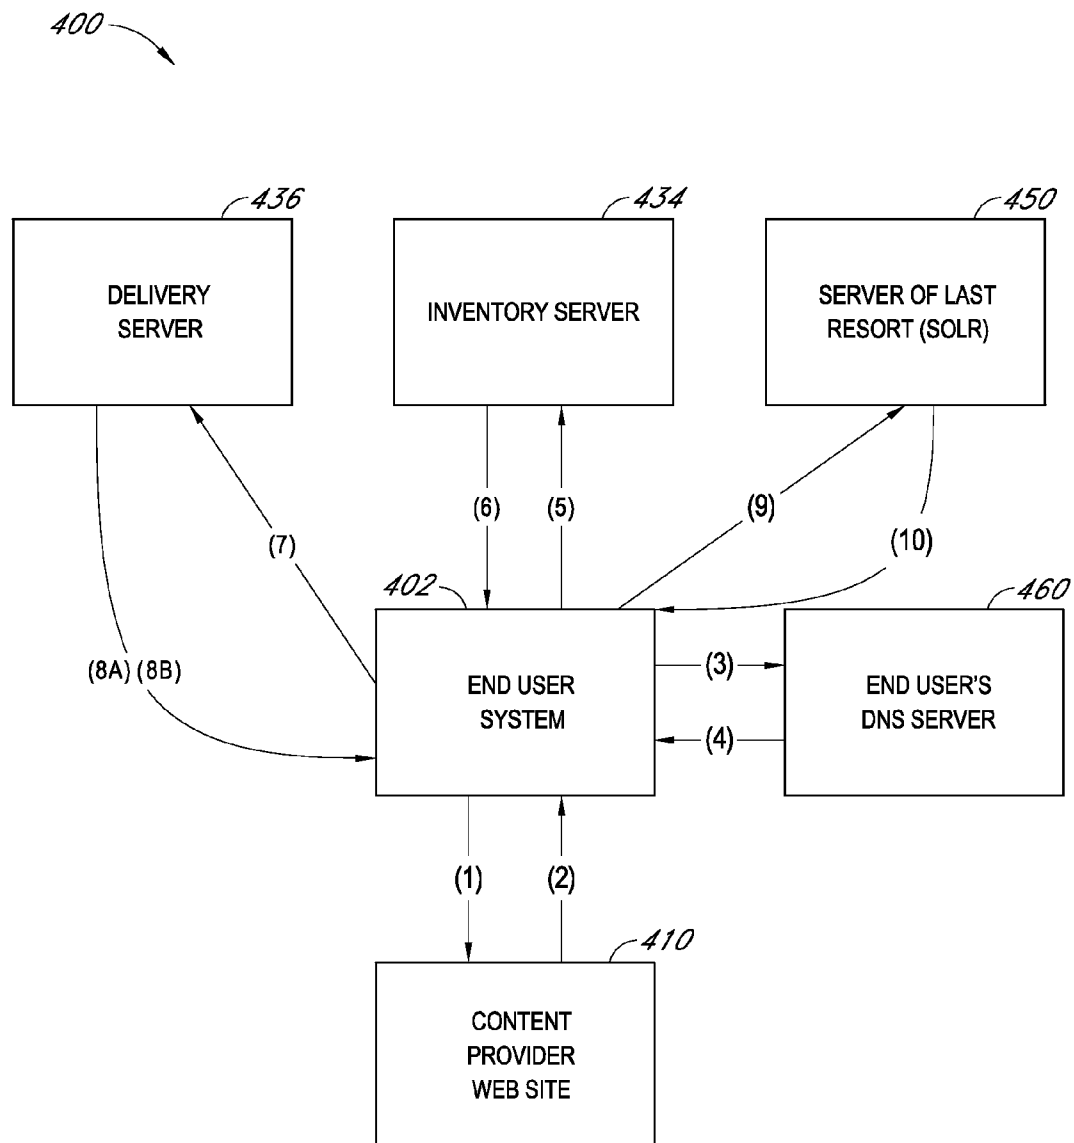 400
436
434
450
DELIVERY
SERVER
INVENTORY SERVER
SERVER OF LAST
RESORT (SOLR)
(6)
(5)
(9)
(7)
(10)
402
460
(8A) (8B)
END USER
SYSTEM
(3)
(4)
END USER'S
DNS SERVER
(1)
(2)
410
CONTENT
PROVIDER
WEB SITE